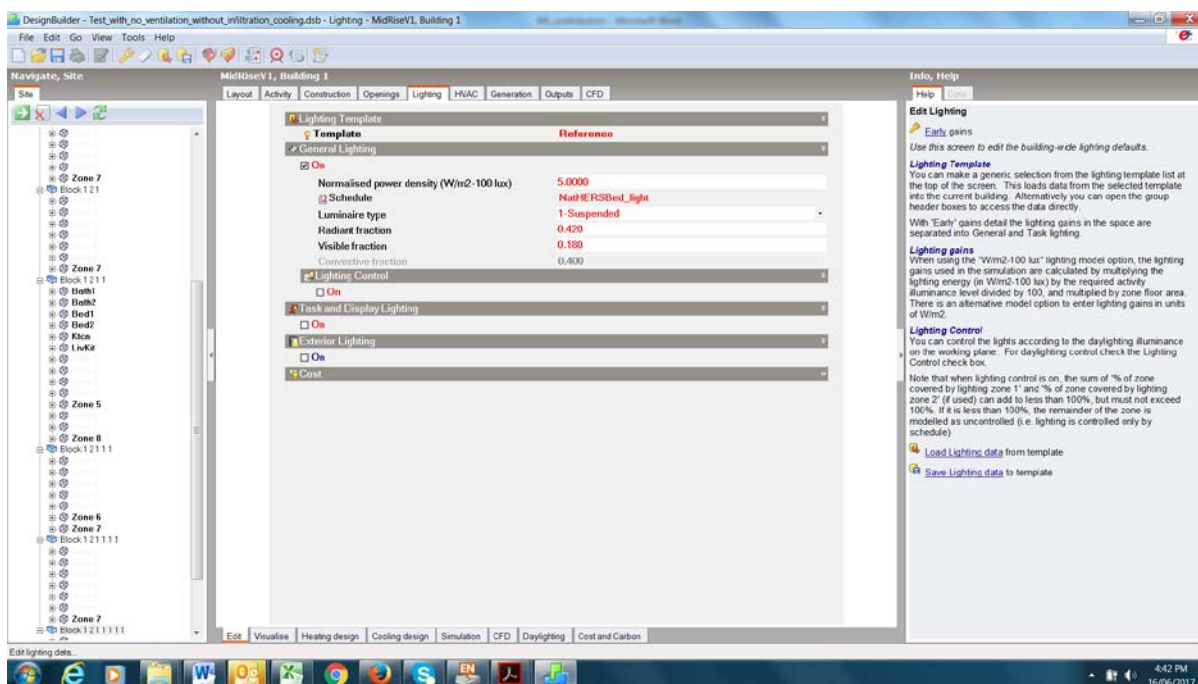 DesignBuilder - Test_with_no_ventilation_without_infiltration_cooling.dsb - Lighting - MidRiseV1, Building 1
File Edit Go View Tools Help
Navigate, Site
Site
Zone 7
Block 1 2 1
Zone 7
Block 1 2 1 1
Bath1
Bath2
Bed1
Bed2
Ktcn
LivKit
Zone 5
Zone 8
Block 1 2 1 1 1
Zone 6
Zone 7
Block 1 2 1 1 1 1
Zone 7
Block 1 2 1 1 1 1 1
MidRiseV1, Building 1
Layout Activity Construction Openings Lighting HVAC Generation Outputs CFD
Lighting Template
Template Reference
General Lighting
On
Normalised power density (W/m2-100 lux) 5.0000
Schedule NatHERSBed_light
Luminaire type 1-Suspended
Radiant fraction 0.420
Visible fraction 0.180
Convective fraction 0.400
Lighting Control
On
Task and Display Lighting
On
Exterior Lighting
On
Cost
Edit Visualise Heating design Cooling design Simulation CFD Daylighting Cost and Carbon
Info, Help
Help Data
Edit Lighting
Early gains
Use this screen to edit the building-wide lighting defaults.
Lighting Template
You can make a generic selection from the lighting template list at
the top of the screen. This loads data from the selected template
into the current building. Alternatively you can open the group
header boxes to access the data directly.
With 'Early' gains detail the lighting gains in the space are
separated into General and Task lighting.
Lighting gains
When using the "W/m2-100 lux" lighting model option, the lighting
gains used in the simulation are calculated by multiplying the
lighting energy (in W/m2-100 lux) by the required activity
illuminance level divided by 100, and multiplied by zone floor area.
There is an alternative model option to enter lighting gains in units
of W/m2.
Lighting Control
You can control the lights according to the daylighting illuminance
on the working plane. For daylighting control check the Lighting
Control check box.
Note that when lighting control is on, the sum of '% of zone
covered by lighting zone 1' and '% of zone covered by lighting
zone 2' (if used) can add to less than 100%, but must not exceed
100%. If it is less than 100%, the remainder of the zone is
modelled as uncontrolled (i.e. lighting is controlled only by
schedule)
Load Lighting data from template
Save Lighting data to template
Edit lighting data...
EN
4:42 PM
16/06/2017